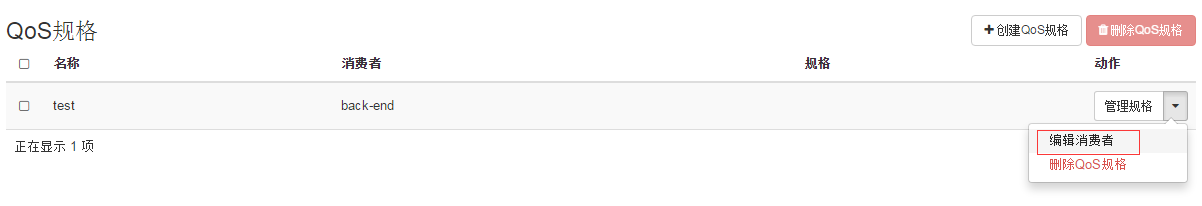 QoS规格
创建QoS规格 删除QoS规格
名称 消费者 规格 动作
test back-end 管理规格
编辑消费者
正在显示 1 项
删除QoS规格